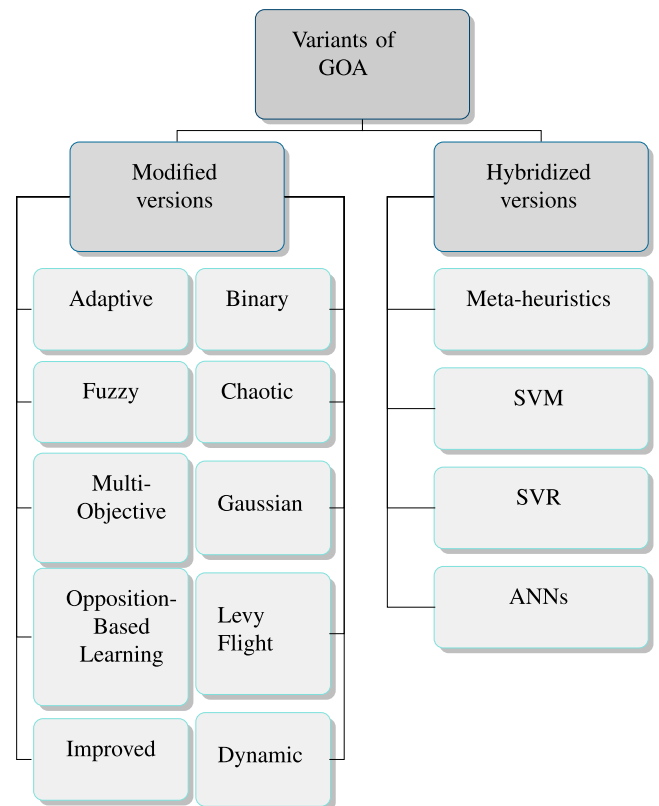 Variants of
GOA
Modified
versions
Hybridized
versions
Adaptive
Binary
Meta-heuristics
Fuzzy
Chaotic
SVM
Multi-
Objective
Gaussian
SVR
Opposition-
Based
Learning
Levy
Flight
ANNs
Improved
Dynamic